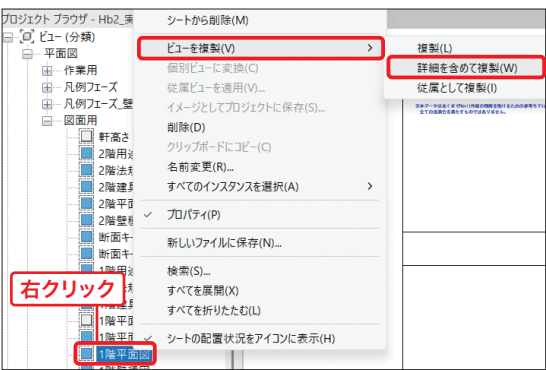 プロジェクト ブラウザ - Hb2_実
ビュー (分類)
平面図
作業用
凡例フェーズ
凡例フェーズ_壁
図面用
軒高さ
2階用途
2階法規
2階建具
2階平面
2階壁種
断面キー
断面キー
1階用途
1階建具
1階平面
1階平面
1階平面図
右クリック
シートから削除(M)
ビューを複製(V)
個別ビューに変換(C)
従属ビューを適用(V)...
イメージとしてプロジェクトに保存(S)...
削除(D)
クリップボードにコピー(C)
名前変更(R)...
すべてのインスタンスを選択(A)
プロパティ(P)
新しいファイルに保存(N)...
検索(S)...
すべてを展開(X)
すべてを折りたたむ(L)
シートの配置状況をアイコンに表示(H)
複製(L)
詳細を含めて複製(W)
従属として複製(I)